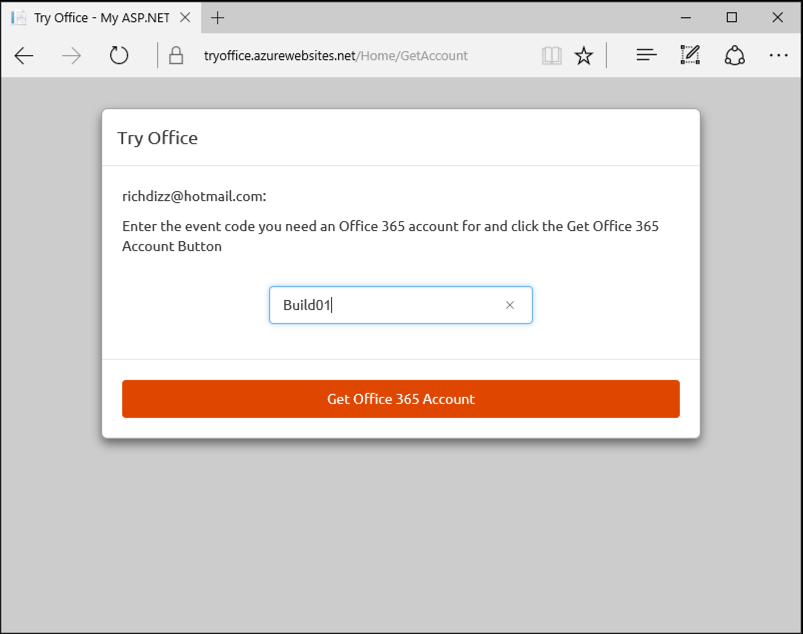 Try Office - My ASP.NET
tryoffice.azurewebsites.net/Home/GetAccount
Try Office
richdizz@hotmail.com:
Enter the event code you need an Office 365 account for and click the Get Office 365
Account Button
Build01
Get Office 365 Account